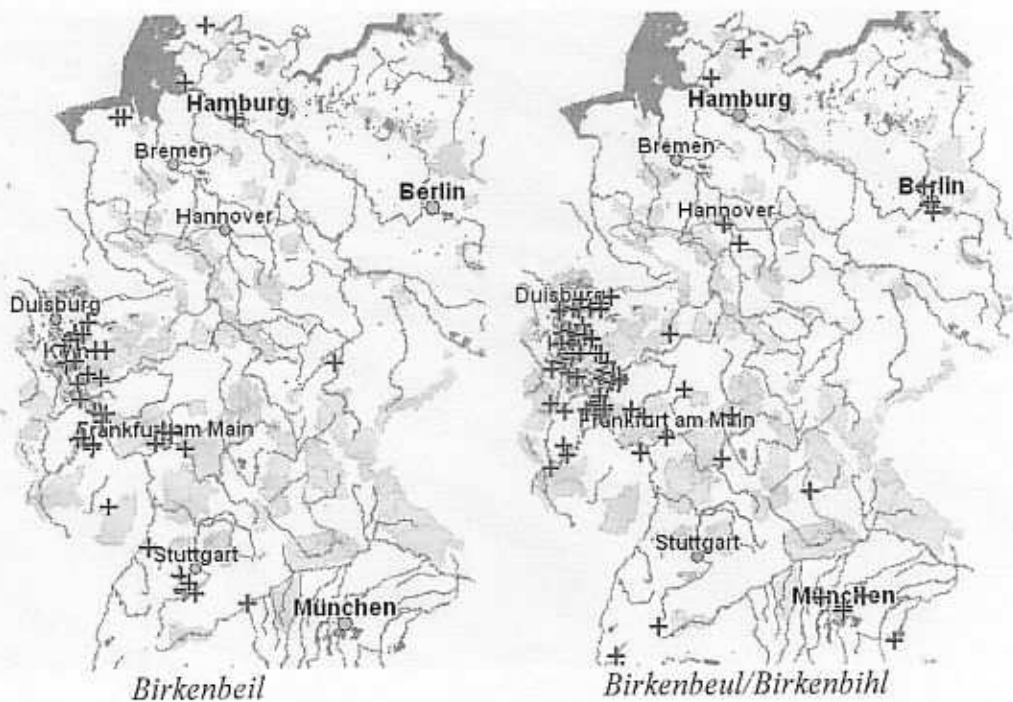 Hamburg
Bremen
Berlin
Hannover
Duisburg
Köln
Frankfurt am Main
Stuttgart
München
Birkenbeil
Hamburg
Bremen
Berlin
Hannover
Duisburg
Frankfurt am Main
Stuttgart
München
Birkenbeul/Birkenbihl